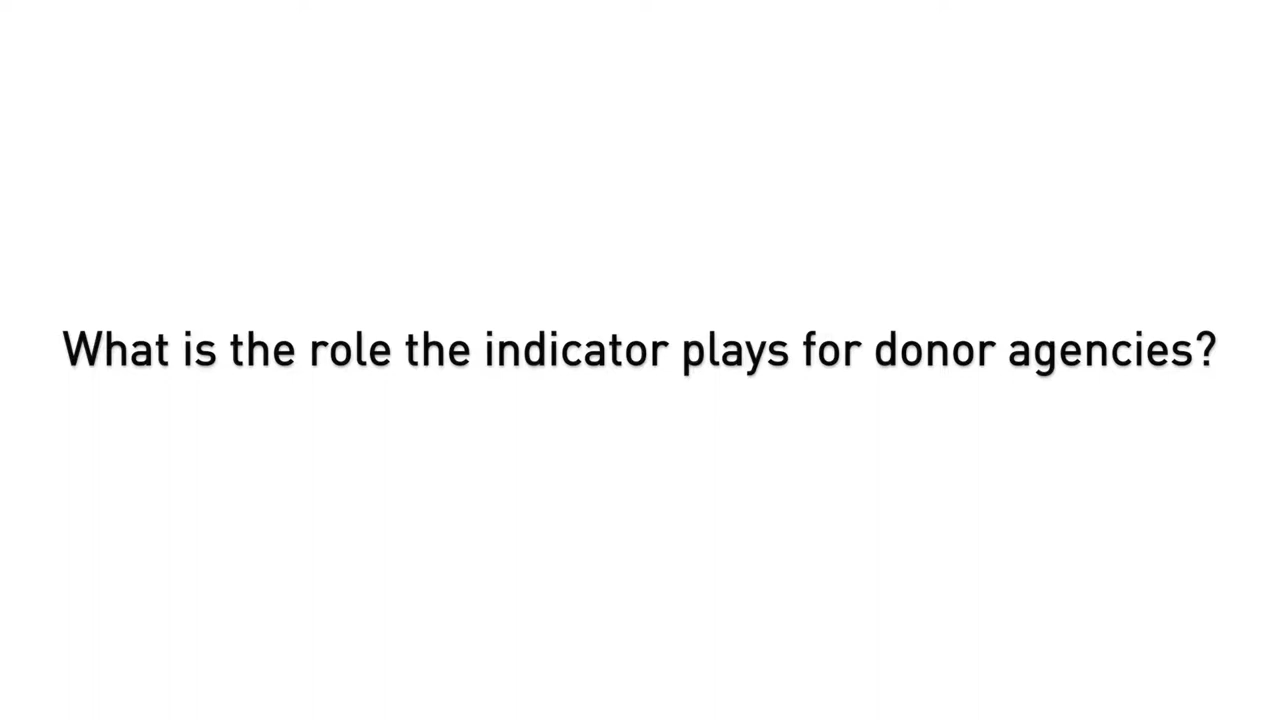 What is the role the indicator plays for donor agencies?